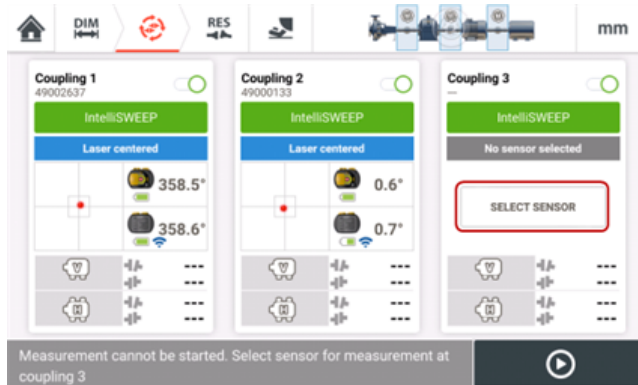 DIM
RES
mm
Coupling 1
49002637
IntelliSWEEP
Laser centered
358.5°
358.6°
V
---
---
H
---
---
Coupling 2
49000133
IntelliSWEEP
Laser centered
0.6°
0.7°
V
---
---
H
---
---
Coupling 3
---
IntelliSWEEP
No sensor selected
SELECT SENSOR
V
---
---
H
---
---
Measurement cannot be started. Select sensor for measurement at
coupling 3